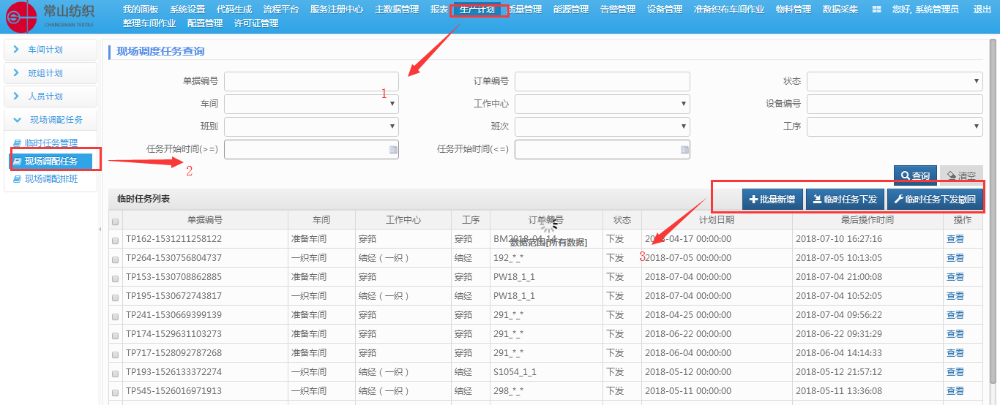 常山纺织
CHANGSHAN TEXTILE
我的面板 系统设置 代码生成 流程平台 服务注册中心 主数据管理 报表 生产计划 质量管理 能源管理 告警管理 设备管理 准备织布车间作业 物料管理 数据采集 您好, 系统管理员 退出
整理车间作业 配置管理 许可证管理
车间计划
班组计划
人员计划
现场调配任务
临时任务管理
现场调配任务
现场调配排班
现场调度任务查询
单据编号 订单编号 状态
1
车间 工作中心 设备编号
班别 班次 工序
任务开始时间(>=) 任务开始时间(<=)
2
查询 清空
临时任务列表 批量新增 临时任务下发 临时任务下发撤回
单据编号 车间 工作中心 工序 订单编号 状态 计划日期 最后操作时间 操作
TP162-1531211258122 准备车间 穿筘 穿筘 BM2018-04-14 下发 2018-04-17 00:00:00 2018-07-10 16:27:16 查看
数据范围[所有数据]
3
TP264-1530756804737 一织车间 结经（一织） 结经 192_*_* 下发 2018-07-05 00:00:00 2018-07-05 10:13:05 查看
TP153-1530708862885 准备车间 穿筘 穿筘 PW18_1_1 下发 2018-07-04 00:00:00 2018-07-04 21:00:08 查看
TP195-1530672743817 一织车间 结经（一织） 结经 PW18_1_1 下发 2018-07-04 00:00:00 2018-07-04 10:52:05 查看
TP241-1530669399139 准备车间 穿筘 穿筘 291_*_* 下发 2018-04-25 00:00:00 2018-07-04 09:56:22 查看
TP174-1529631103273 准备车间 穿筘 穿筘 291_*_* 下发 2018-06-22 00:00:00 2018-06-22 09:31:29 查看
TP717-1528092787268 准备车间 穿筘 穿筘 291_*_* 下发 2018-06-04 00:00:00 2018-06-04 14:14:33 查看
TP193-1526133372274 一织车间 结经（一织） 结经 S1054_1_1 下发 2018-05-12 00:00:00 2018-05-12 21:57:12 查看
TP545-1526016971913 一织车间 结经（一织） 结经 298_*_* 下发 2018-05-11 00:00:00 2018-05-11 13:36:08 查看